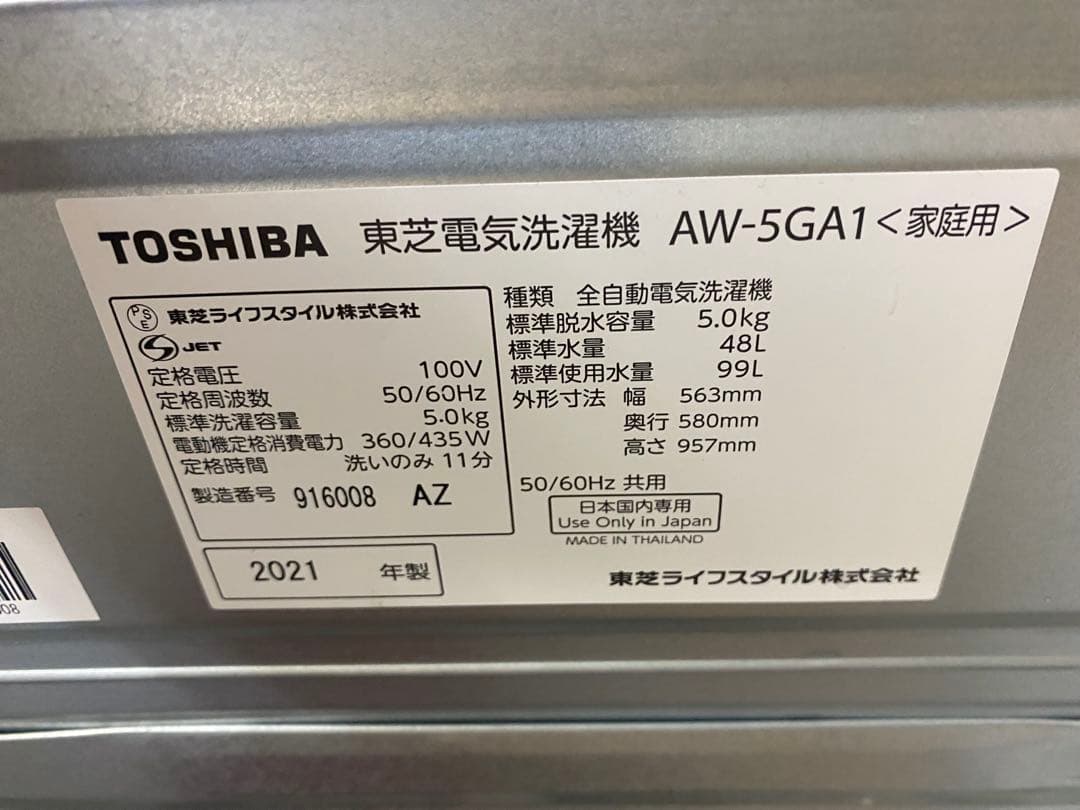 TOSHIBA 東芝電気洗濯機 AW-5GA1＜家庭用＞
PSE 東芝ライフスタイル株式会社
S JET
定格電圧 100V
定格周波数 50/60Hz
標準洗濯容量 5.0kg
電動機定格消費電力 360/435W
定格時間 洗いのみ 11分
製造番号 916008 AZ
2021 年製
種類 全自動電気洗濯機
標準脱水容量 5.0kg
標準水量 48L
標準使用水量 99L
外形寸法 幅 563mm
奥行 580mm
高さ 957mm
50/60Hz 共用
日本国内専用
Use Only in Japan
MADE IN THAILAND
東芝ライフスタイル株式会社
08